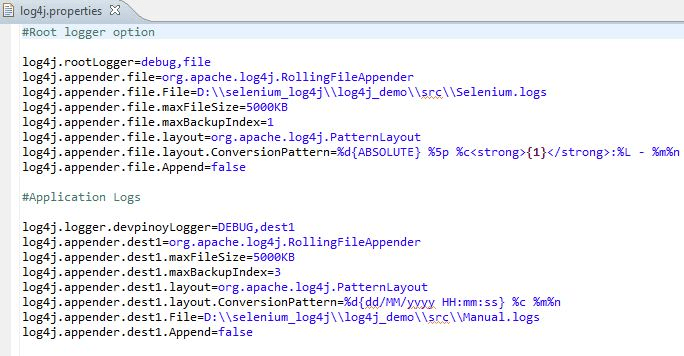 log4j.properties
#Root logger option
log4j.rootLogger=debug,file
log4j.appender.file=org.apache.log4j.RollingFileAppender
log4j.appender.file.File=D:\\selenium_log4j\\log4j_demo\\src\\Selenium.logs
log4j.appender.file.maxFileSize=5000KB
log4j.appender.file.maxBackupIndex=1
log4j.appender.file.layout=org.apache.log4j.PatternLayout
log4j.appender.file.layout.ConversionPattern=%d{ABSOLUTE} %5p %c<strong>{1}</strong>:%L - %m%n
log4j.appender.file.Append=false
#Application Logs
log4j.logger.devpinoyLogger=DEBUG,dest1
log4j.appender.dest1=org.apache.log4j.RollingFileAppender
log4j.appender.dest1.maxFileSize=5000KB
log4j.appender.dest1.maxBackupIndex=3
log4j.appender.dest1.layout=org.apache.log4j.PatternLayout
log4j.appender.dest1.layout.ConversionPattern=%d{dd/MM/yyyy HH:mm:ss} %c %m%n
log4j.appender.dest1.File=D:\\selenium_log4j\\log4j_demo\\src\\Manual.logs
log4j.appender.dest1.Append=false